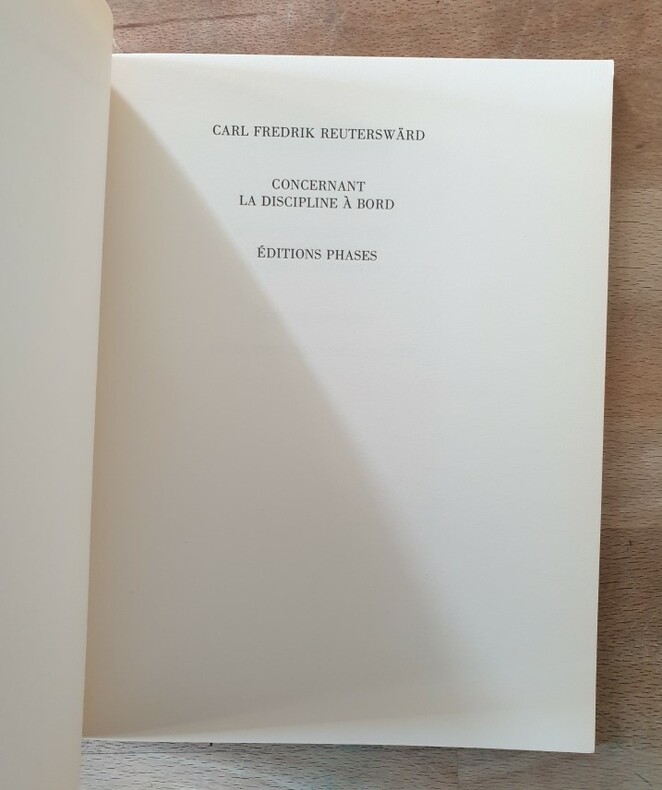 CARL FREDRIK REUTERSWÄRD
CONCERNANT
LA DISCIPLINE À BORD
ÉDITIONS PHASES